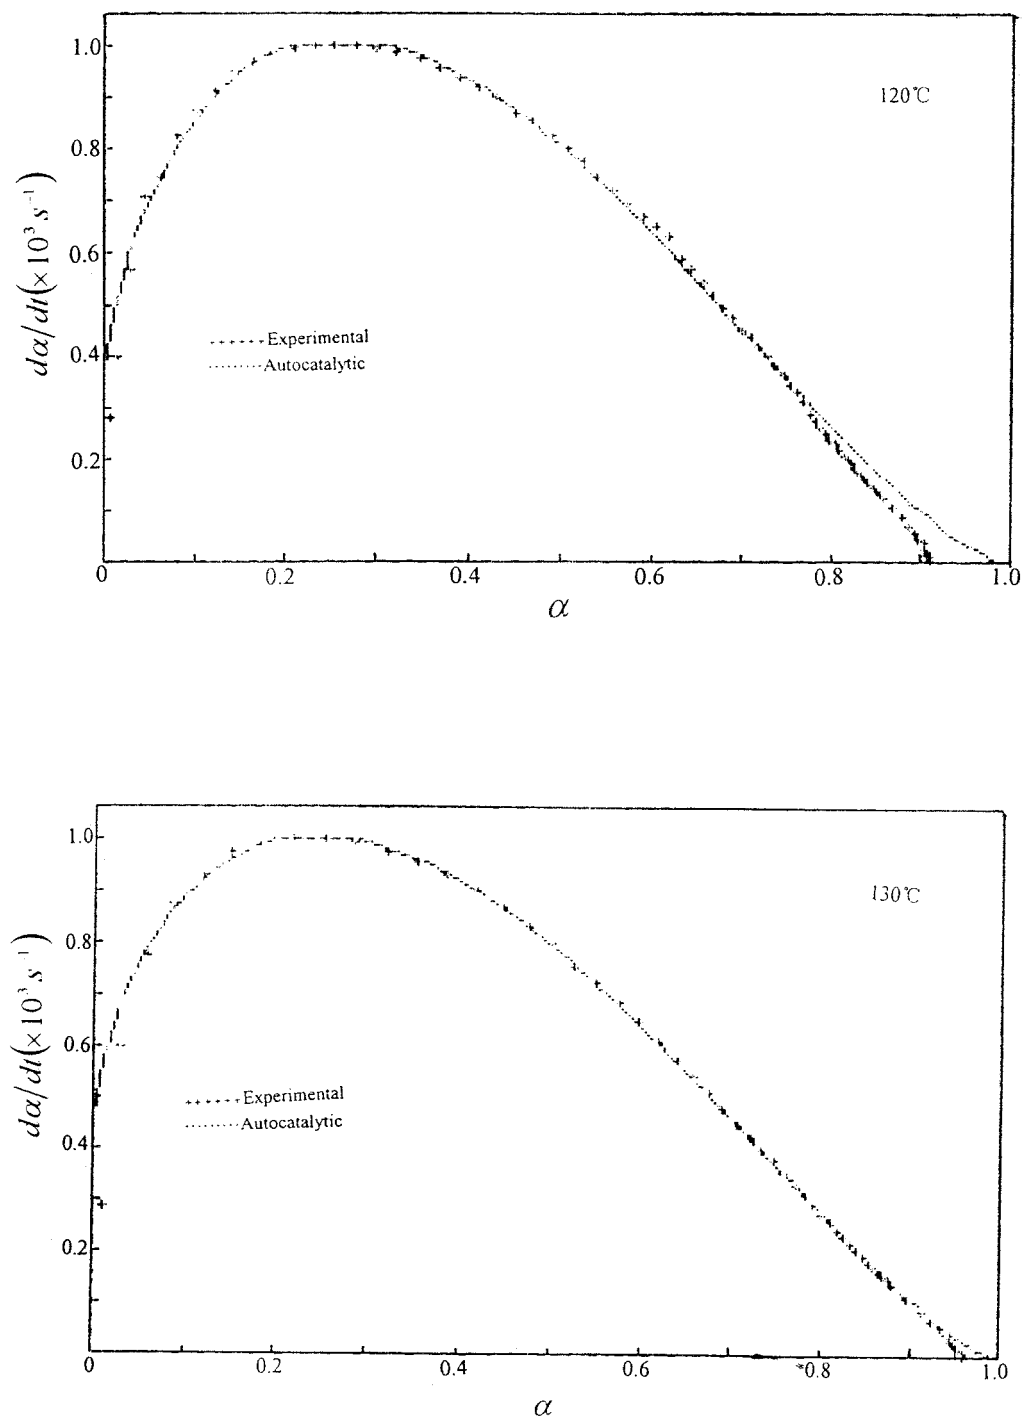 1.0
120℃
0.8
dα/dt(×10³.s⁻¹)
0.6
+++++Experimental
0.4
........Autocatalytic
0.2
0 0.2 0.4 0.6 0.8 1.0
α
1.0
130℃
0.8
dα/dt(×10³.s⁻¹)
0.6
+++++Experimental
........Autocatalytic
0.4
0.2
0 0.2 0.4 0.6 0.8 1.0
α